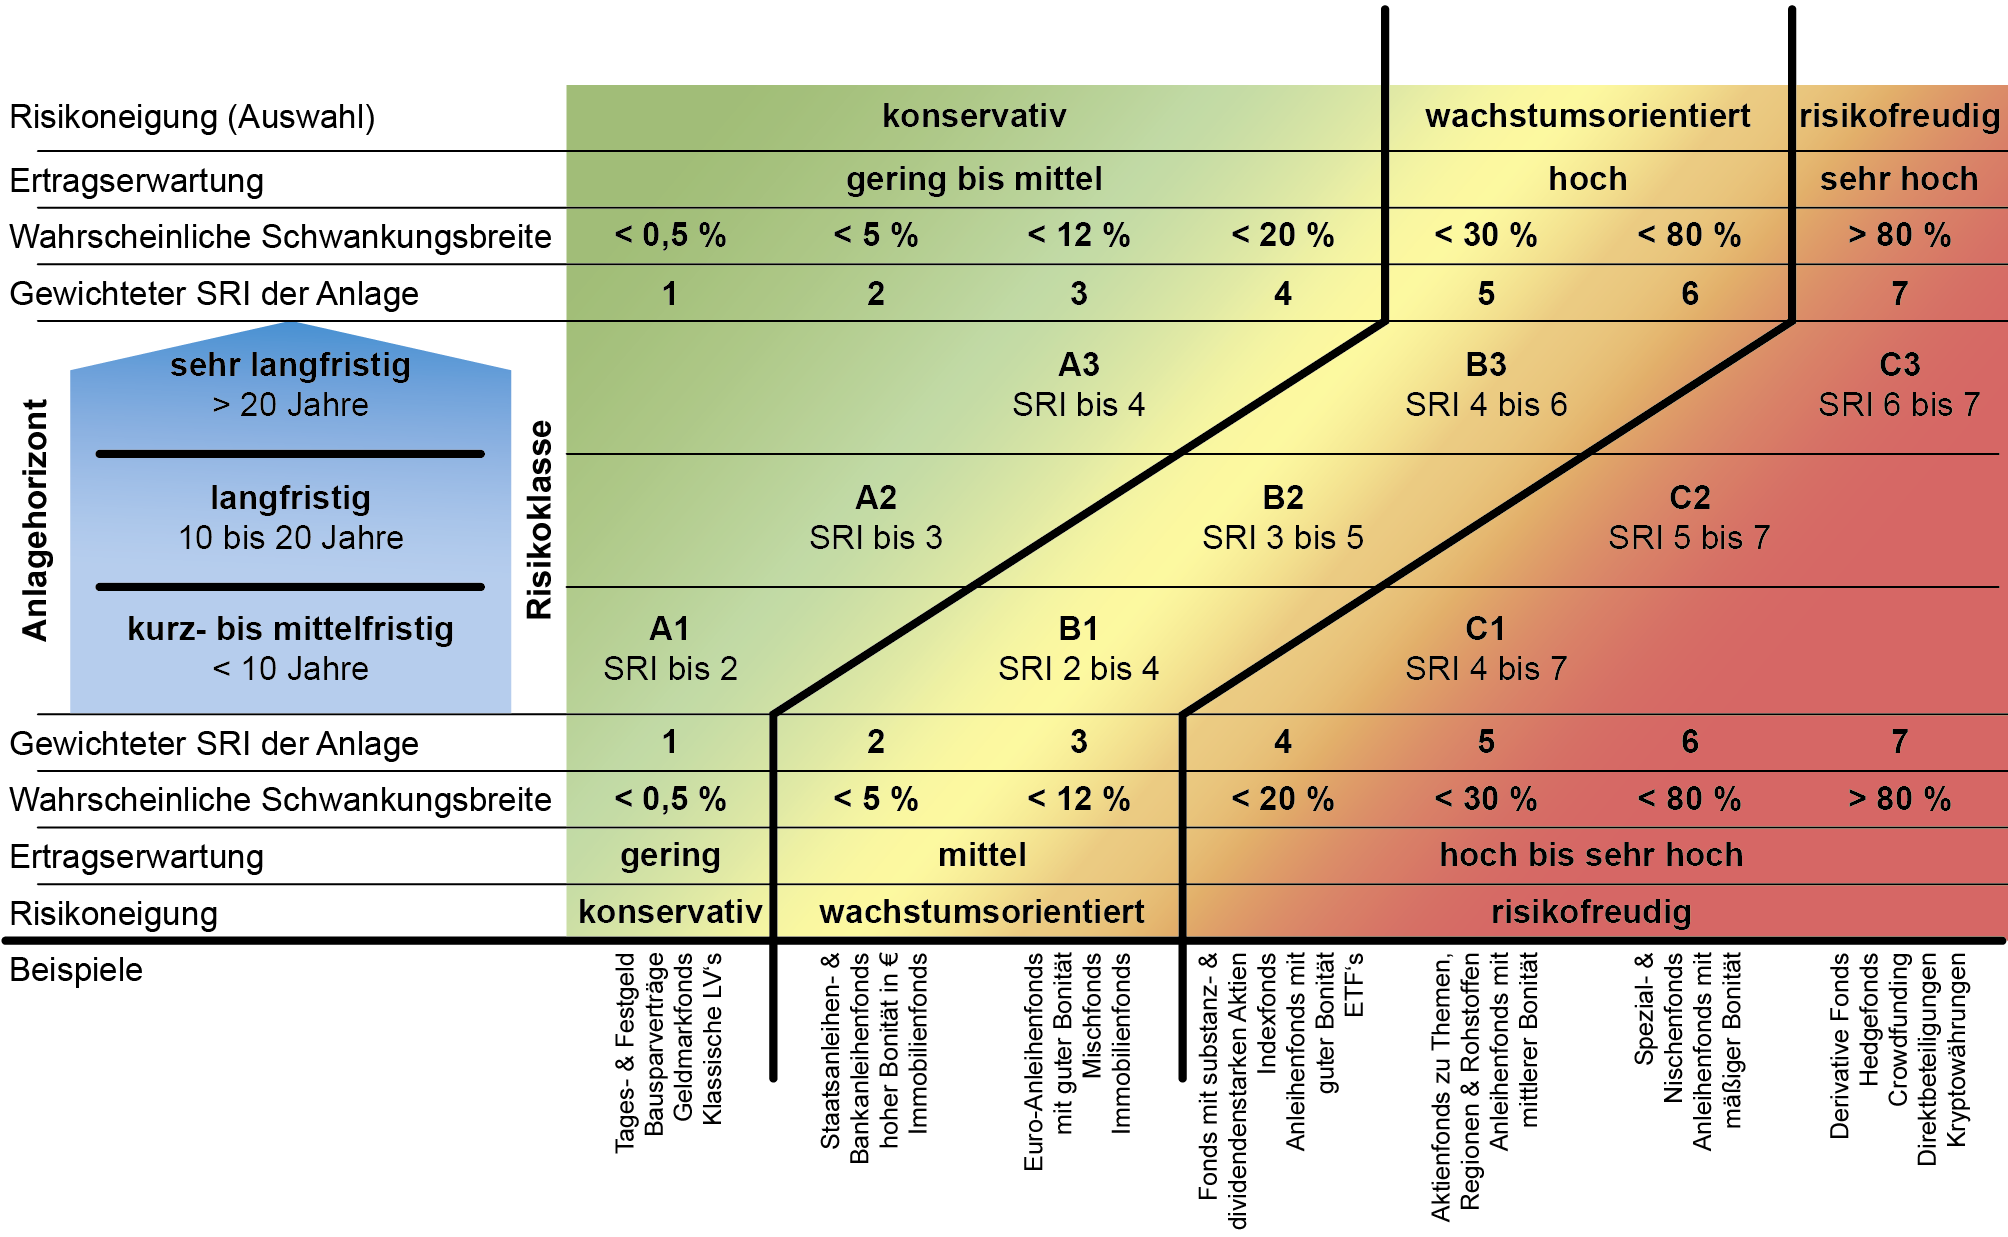 Risikoneigung (Auswahl) konservativ wachstumsorientiert risikofreudig
Ertragserwartung gering bis mittel hoch sehr hoch
Wahrscheinliche Schwankungsbreite < 0,5 % < 5 % < 12 % < 20 % < 30 % < 80 % > 80 %
Gewichteter SRI der Anlage 1 2 3 4 5 6 7
Anlagehorizont
Risikoklasse
sehr langfristig A3 B3 C3
> 20 Jahre SRI bis 4 SRI 4 bis 6 SRI 6 bis 7
langfristig A2 B2 C2
10 bis 20 Jahre SRI bis 3 SRI 3 bis 5 SRI 5 bis 7
kurz- bis mittelfristig A1 B1 C1
< 10 Jahre SRI bis 2 SRI 2 bis 4 SRI 4 bis 7
Gewichteter SRI der Anlage 1 2 3 4 5 6 7
Wahrscheinliche Schwankungsbreite < 0,5 % < 5 % < 12 % < 20 % < 30 % < 80 % > 80 %
Ertragserwartung gering mittel hoch bis sehr hoch
Risikoneigung konservativ wachstumsorientiert risikofreudig
Beispiele
Tages- & Festgeld
Bausparverträge
Geldmarkfonds
Klassische LV's
Staatsanleihen- &
Bankanleihenfonds
hoher Bonität in €
Immobilienfonds
Euro-Anleihenfonds
mit guter Bonität
Mischfonds
Immobilienfonds
Fonds mit substanz- &
dividendenstarken Aktien
Indexfonds
Anleihenfonds mit
guter Bonität
ETF's
Aktienfonds zu Themen,
Regionen & Rohstoffen
Anleihenfonds mit
mittlerer Bonität
Spezial- &
Nischenfonds
Anleihenfonds mit
mäßiger Bonität
Derivative Fonds
Hedgefonds
Crowdfunding
Direktbeteiligungen
Kryptowährungen